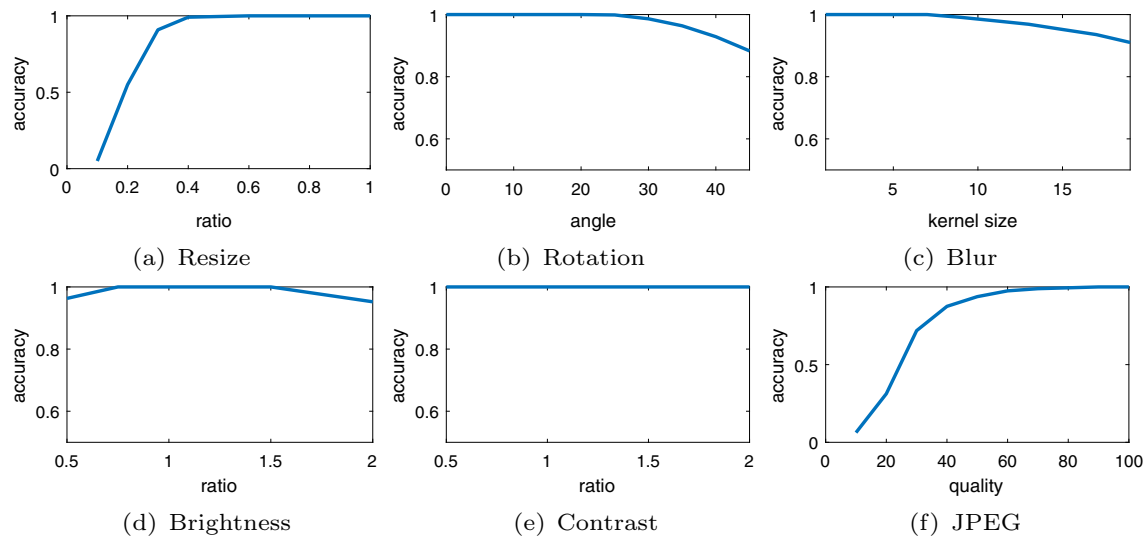 1
0.5
0
accuracy
0 0.2 0.4 0.6 0.8 1
ratio
(a) Resize
1
0.8
0.6
accuracy
0 10 20 30 40
angle
(b) Rotation
1
0.8
0.6
accuracy
5 10 15
kernel size
(c) Blur
1
0.8
0.6
accuracy
0.5 1 1.5 2
ratio
(d) Brightness
1
0.8
0.6
accuracy
0.5 1 1.5 2
ratio
(e) Contrast
1
0.5
0
accuracy
0 20 40 60 80 100
quality
(f) JPEG